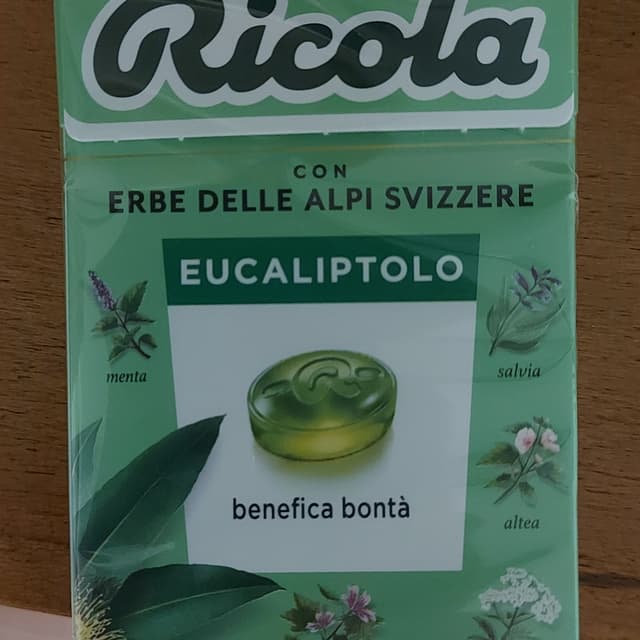 Ricola
CON
ERBE DELLE ALPI SVIZZERE
EUCALIPTOLO
menta
salvia
altea
benefica bontà